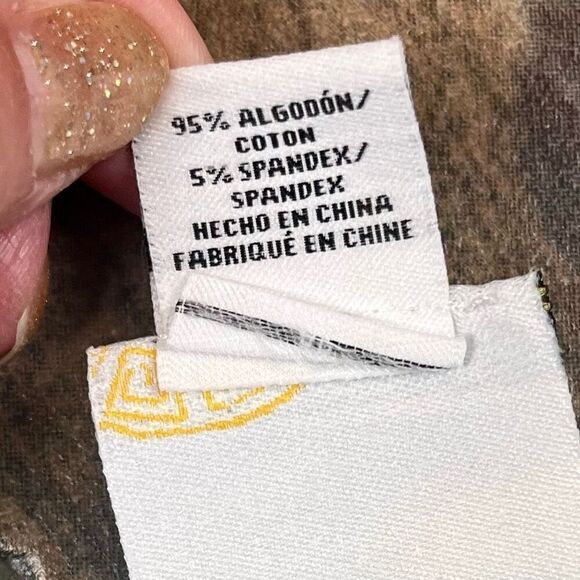 95% ALGODÓN/
COTON
5% SPANDEX/
SPANDEX
HECHO EN CHINA
FABRIQUÉ EN CHINE